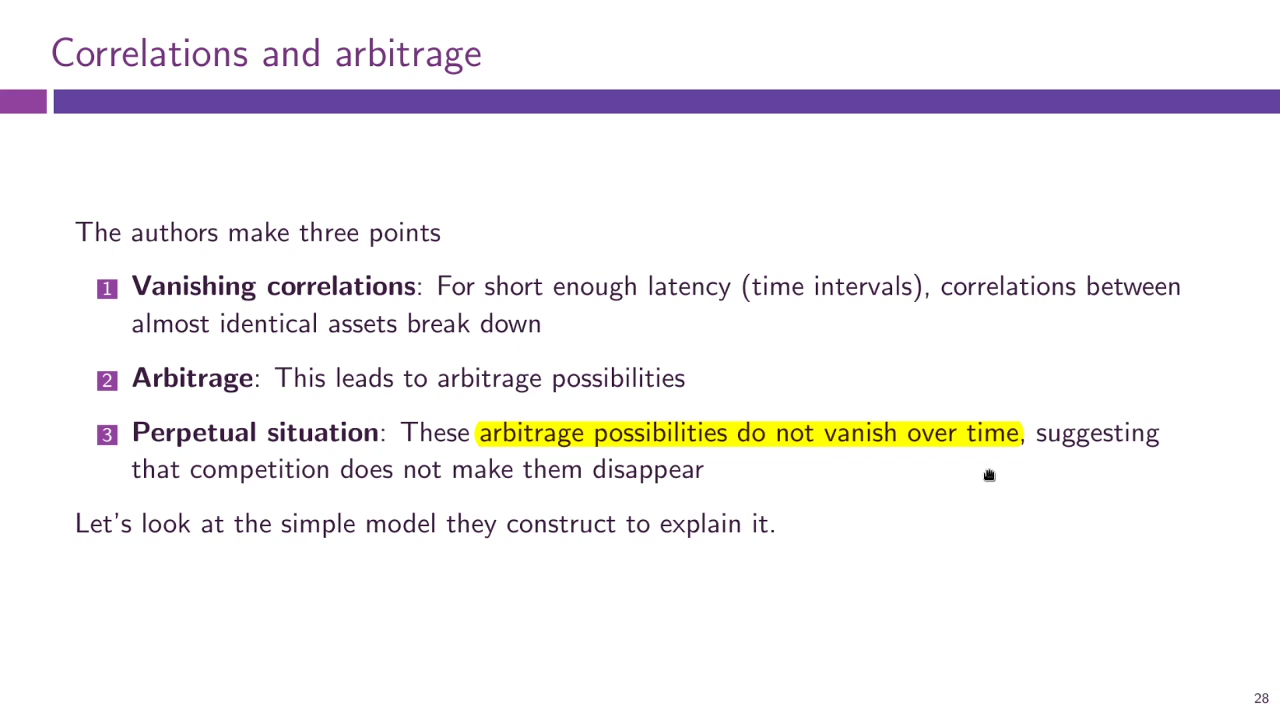 Correlations and arbitrage
The authors make three points
1 Vanishing correlations: For short enough latency (time intervals), correlations between
almost identical assets break down
2 Arbitrage: This leads to arbitrage possibilities
3 Perpetual situation: These arbitrage possibilities do not vanish over time, suggesting
that competition does not make them disappear
Let's look at the simple model they construct to explain it.
28